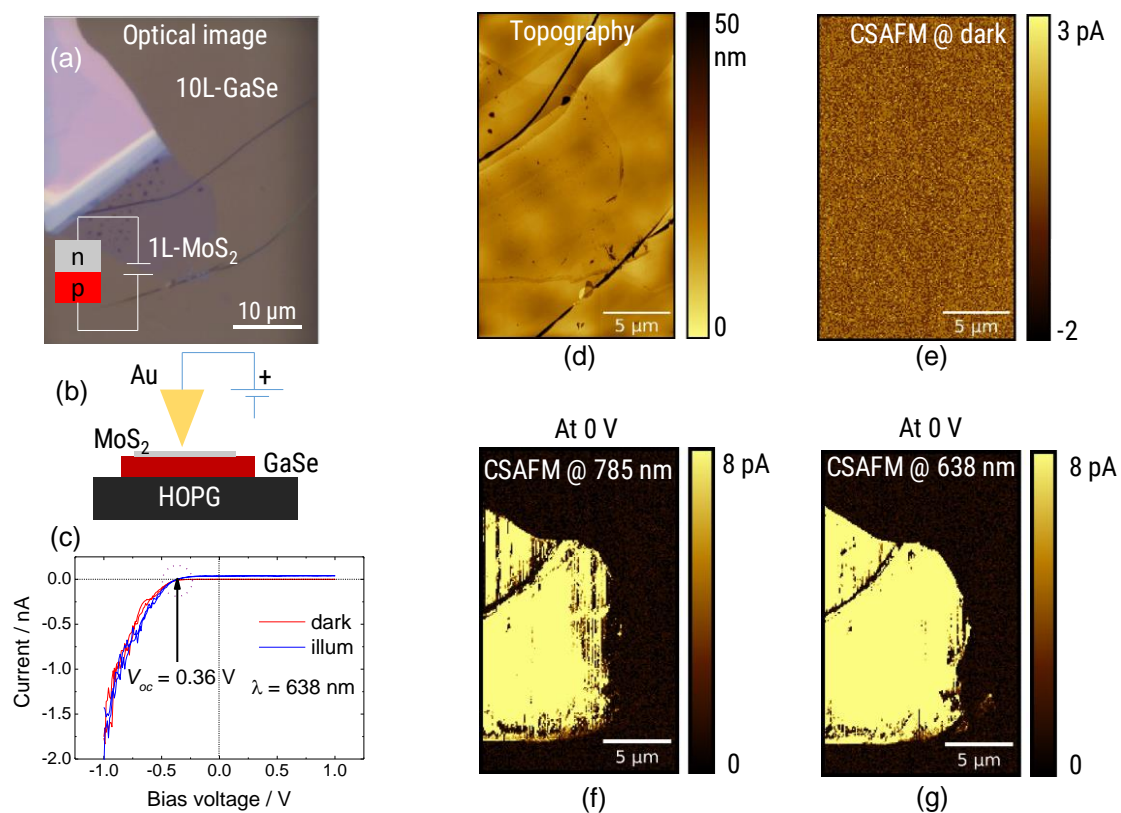 (a)
Optical image
10L-GaSe
n
p
1L-MoS₂
10 µm
(b)
Au
+
MoS₂
GaSe
HOPG
(c)
0.0
-0.5
-1.0
-1.5
-2.0
Current / nA
dark
illum
V_oc = 0.36 V
λ = 638 nm
-1.0 -0.5 0.0 0.5 1.0
Bias voltage / V
Topography
50
nm
0
5 µm
(d)
CSAFM @ dark
3 pA
-2
5 µm
(e)
At 0 V
CSAFM @ 785 nm
8 pA
0
5 µm
(f)
At 0 V
CSAFM @ 638 nm
8 pA
0
5 µm
(g)